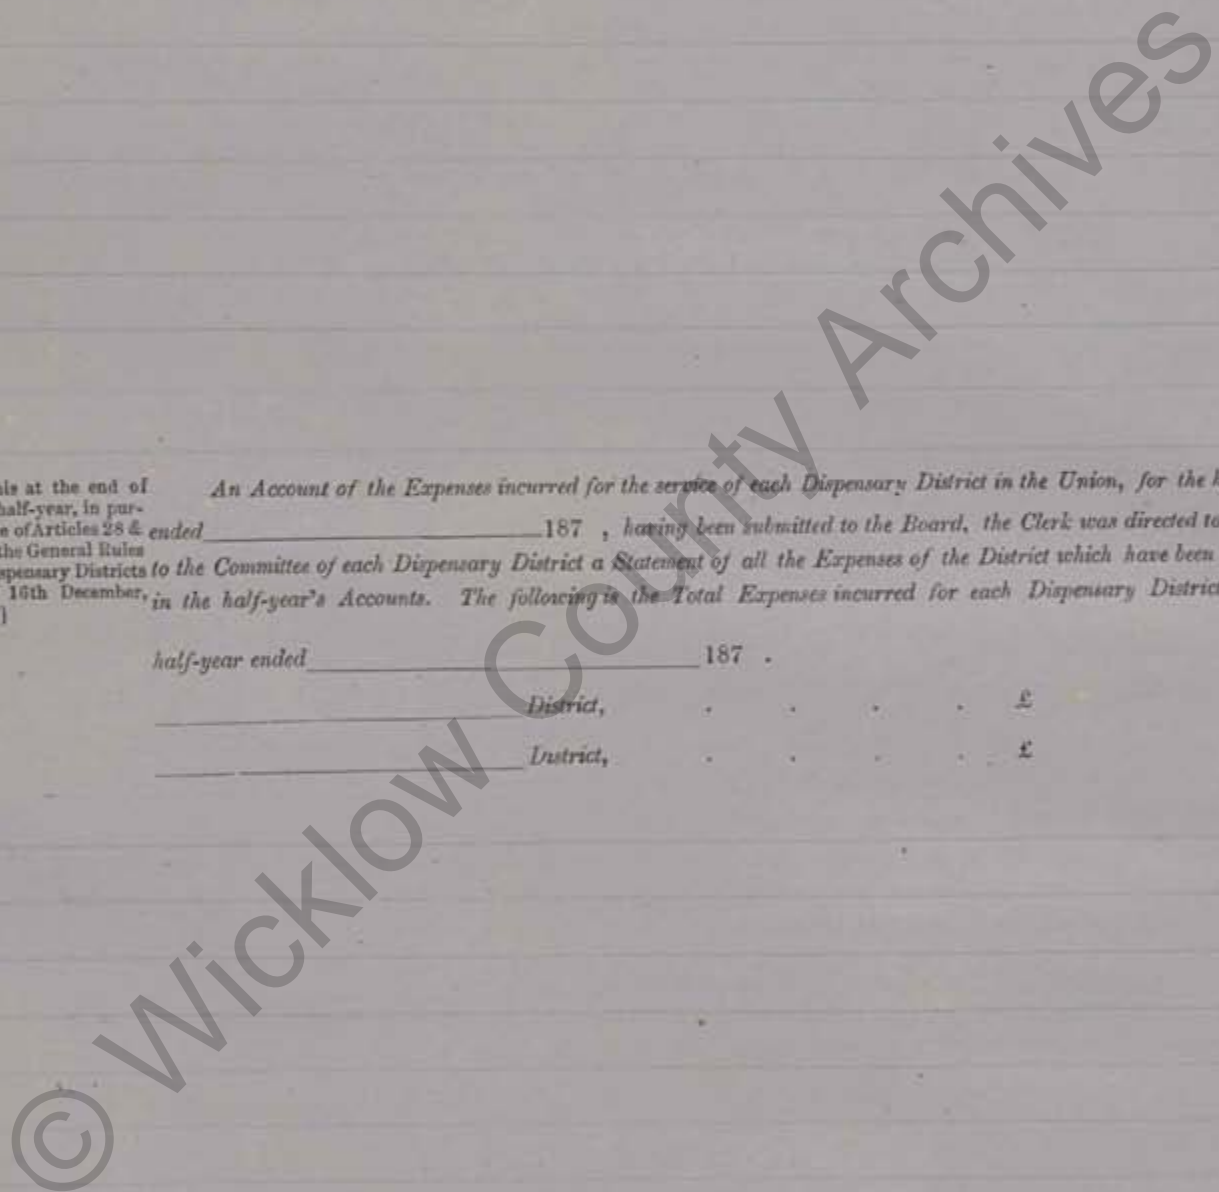 at the end of
half-year, in pur-
of Articles 28 &
the General Rules
Districts
16th December,
]
An Account of the Expenses incurred for the service of each Dispensary District in the Union, for the
ended 187 , having been submitted to the Board, the Clerk was directed to
to the Committee of each Dispensary District a Statement of all the Expenses of the District which have been
in the half-year's Accounts. The following is the Total Expenses incurred for each Dispensary District
half-year ended 187 .
District, . . . . £
District, . . . . £
© Wicklow County Archives